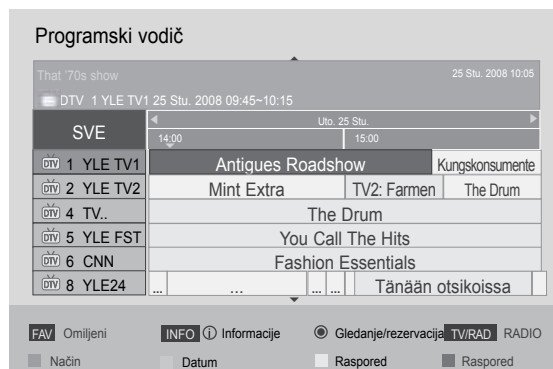 Programski vodič
That '70s show 25 Stu. 2008 10:05
DTV 1 YLE TV1 25 Stu. 2008 09:45~10:15
SVE
Uto. 25 Stu.
14:00 15:00
DTV 1 YLE TV1 Antigues Roadshow Kungskonsumente
DTV 2 YLE TV2 Mint Extra TV2: Farmen The Drum
DTV 4 TV.. The Drum
DTV 5 YLE FST You Call The Hits
DTV 6 CNN Fashion Essentials
DTV 8 YLE24 ... ... ... ... Tänään otsikoissa
FAV Omiljeni INFO i Informacije Gledanje/rezervacija TV/RAD RADIO
Način Datum Raspored Raspored